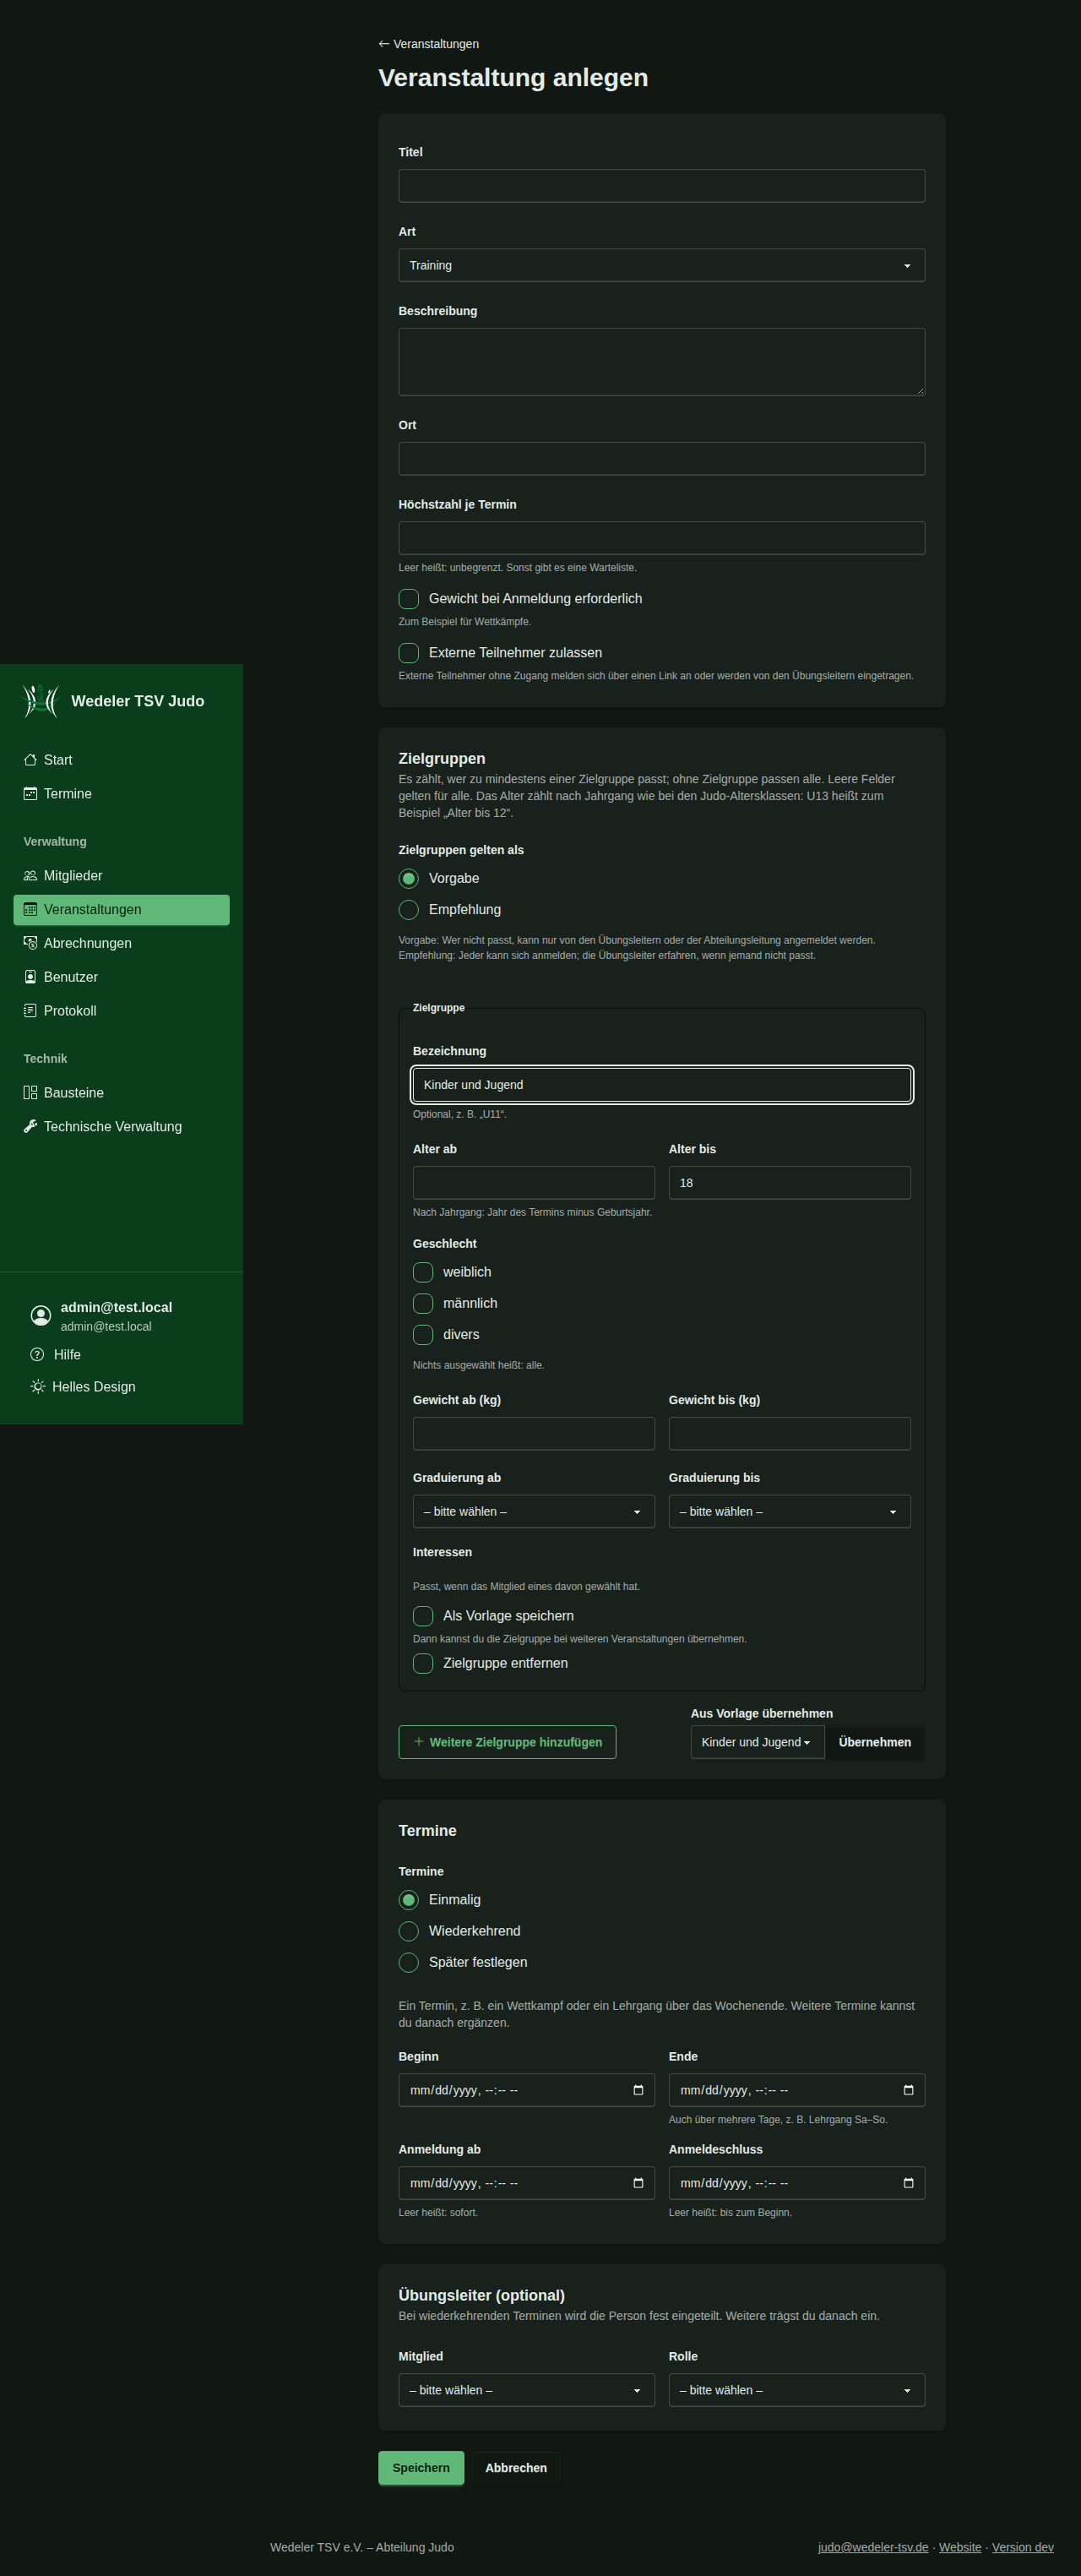 ← Veranstaltungen
Veranstaltung anlegen
Titel
Art
Training
Beschreibung
Ort
Höchstzahl je Termin
Leer heißt: unbegrenzt. Sonst gibt es eine Warteliste.
Gewicht bei Anmeldung erforderlich
Zum Beispiel für Wettkämpfe.
Externe Teilnehmer zulassen
Externe Teilnehmer ohne Zugang melden sich über einen Link an oder werden von den Übungsleitern eingetragen.
Wedeler TSV Judo
Start
Termine
Verwaltung
Mitglieder
Veranstaltungen
Abrechnungen
Benutzer
Protokoll
Technik
Bausteine
Technische Verwaltung
admin@test.local
admin@test.local
Hilfe
Helles Design
Zielgruppen
Es zählt, wer zu mindestens einer Zielgruppe passt; ohne Zielgruppe passen alle. Leere Felder
gelten für alle. Das Alter zählt nach Jahrgang wie bei den Judo-Altersklassen: U13 heißt zum
Beispiel „Alter bis 12“.
Zielgruppen gelten als
Vorgabe
Empfehlung
Vorgabe: Wer nicht passt, kann nur von den Übungsleitern oder der Abteilungsleitung angemeldet werden.
Empfehlung: Jeder kann sich anmelden; die Übungsleiter erfahren, wenn jemand nicht passt.
Zielgruppe
Bezeichnung
Kinder und Jugend
Optional, z. B. „U11“.
Alter ab
Alter bis
18
Nach Jahrgang: Jahr des Termins minus Geburtsjahr.
Geschlecht
weiblich
männlich
divers
Nichts ausgewählt heißt: alle.
Gewicht ab (kg)
Gewicht bis (kg)
Graduierung ab
Graduierung bis
– bitte wählen –
– bitte wählen –
Interessen
Passt, wenn das Mitglied eines davon gewählt hat.
Als Vorlage speichern
Dann kannst du die Zielgruppe bei weiteren Veranstaltungen übernehmen.
Zielgruppe entfernen
Aus Vorlage übernehmen
+ Weitere Zielgruppe hinzufügen
Kinder und Jugend
Übernehmen
Termine
Termine
Einmalig
Wiederkehrend
Später festlegen
Ein Termin, z. B. ein Wettkampf oder ein Lehrgang über das Wochenende. Weitere Termine kannst
du danach ergänzen.
Beginn
Ende
mm/dd/yyyy, --:-- --
mm/dd/yyyy, --:-- --
Auch über mehrere Tage, z. B. Lehrgang Sa–So.
Anmeldung ab
Anmeldeschluss
mm/dd/yyyy, --:-- --
mm/dd/yyyy, --:-- --
Leer heißt: sofort.
Leer heißt: bis zum Beginn.
Übungsleiter (optional)
Bei wiederkehrenden Terminen wird die Person fest eingeteilt. Weitere trägst du danach ein.
Mitglied
Rolle
– bitte wählen –
– bitte wählen –
Speichern
Abbrechen
Wedeler TSV e.V. – Abteilung Judo
judo@wedeler-tsv.de · Website · Version dev